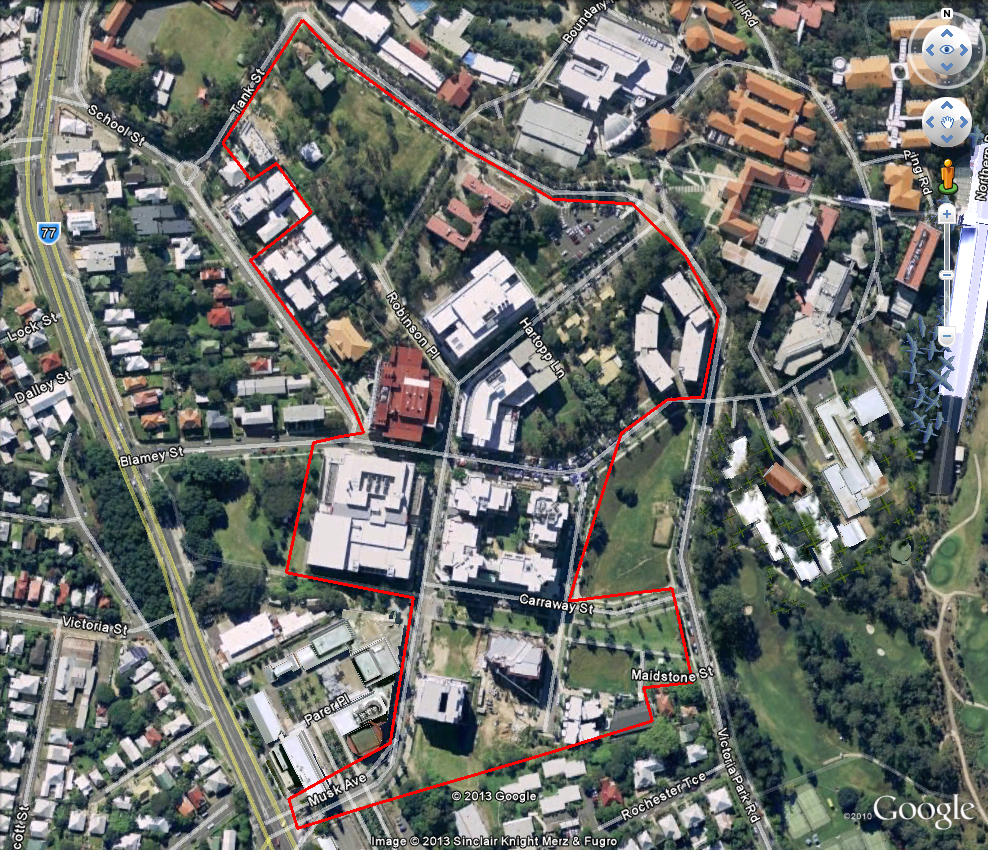 Boundary
ill Rd
N
Tank St
School St
Ring Rd
Northern B
77
Robinson Pl
Hartopp Ln
Lock St
Dalley St
Blamey St
Carraway St
Victoria St
Maidstone St
Parer Pl
Musk Ave
Victoria Park Rd
Rochester Tce
cott St
© 2013 Google
©2010 Google
Image © 2013 Sinclair Knight Merz & Fugro